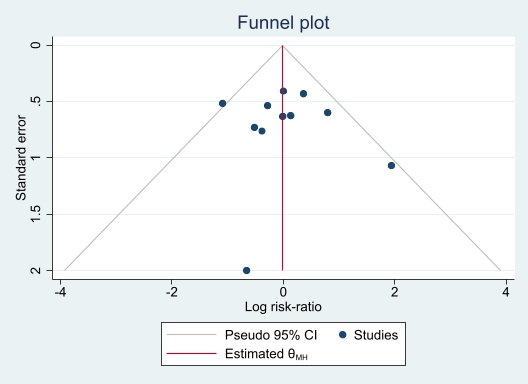 Funnel plot
Standard error
0
.5
1
1.5
2
-4
-2
0
2
4
Log risk-ratio
Pseudo 95% CI
Studies
Estimated θMH